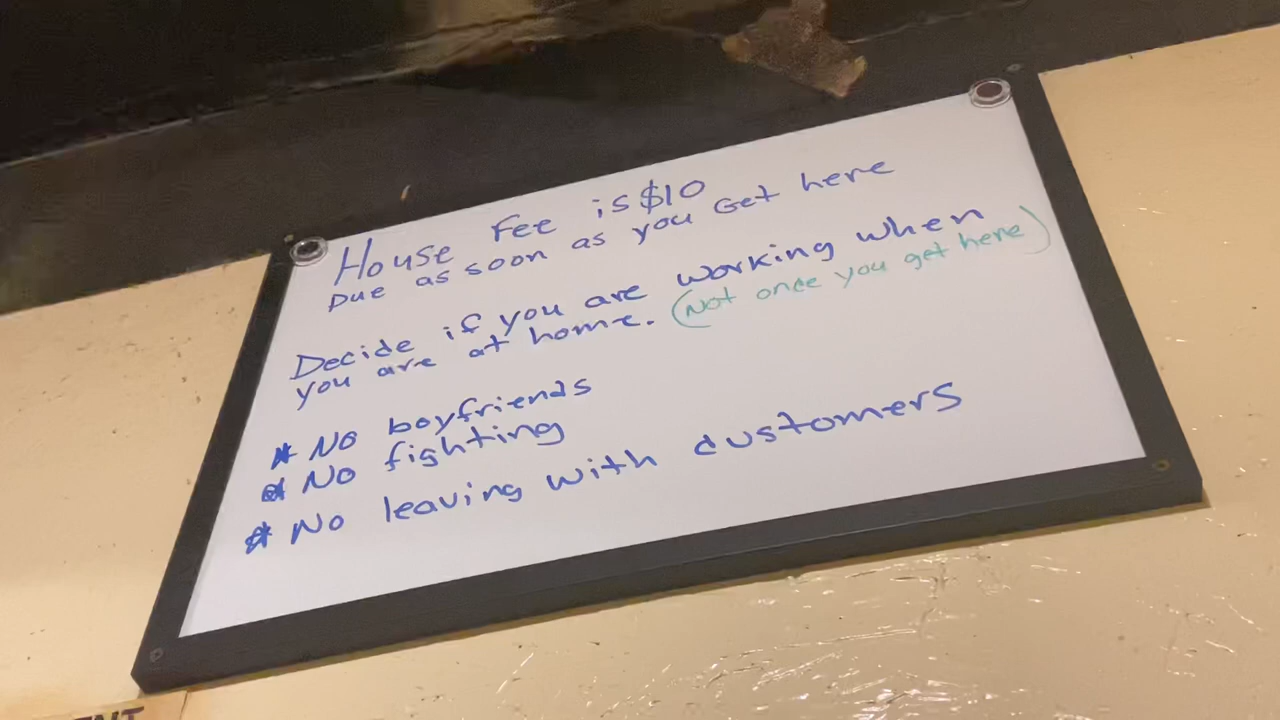 House Fee is $10
Due as soon as you Get here
Decide if you are working when
you are at home. (Not once you get here)
* No boyfriends
* No fighting
* No leaving with customers